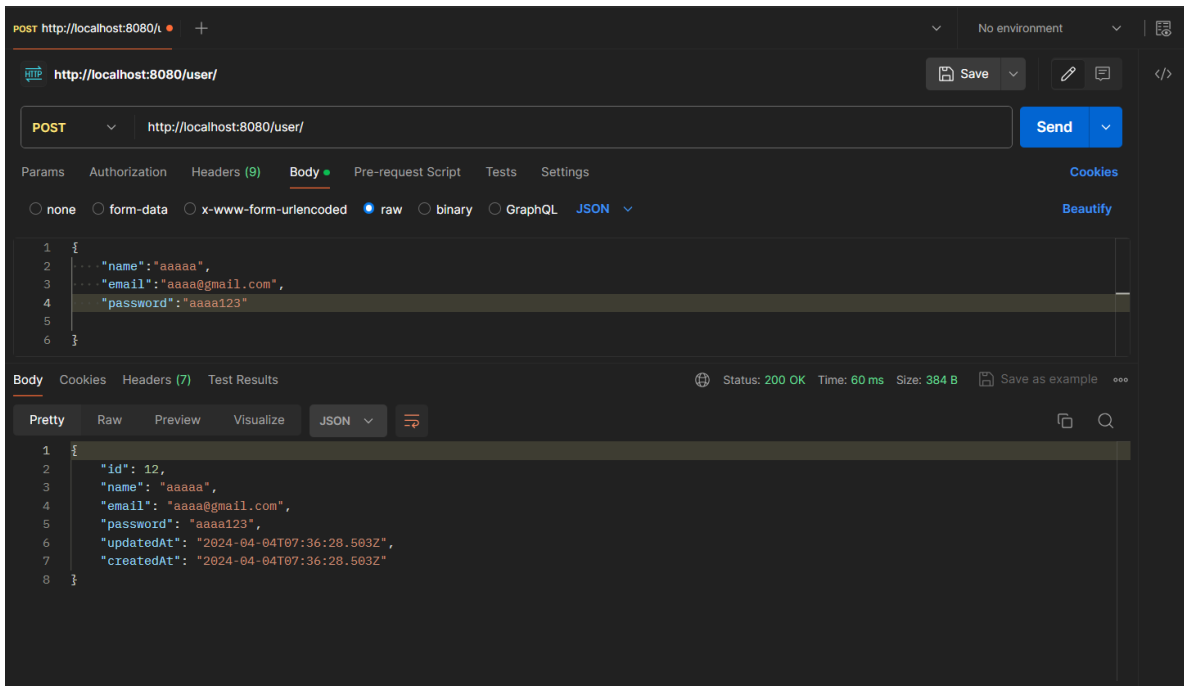 POST http://localhost:8080/u
No environment
HTTP http://localhost:8080/user/
Save
POST http://localhost:8080/user/ Send
Params Authorization Headers (9) Body Pre-request Script Tests Settings Cookies
none form-data x-www-form-urlencoded raw binary GraphQL JSON Beautify
1 {
2 "name":"aaaaa",
3 "email":"aaaa@gmail.com",
4 "password":"aaaa123"
5
6 }
Body Cookies Headers (7) Test Results Status: 200 OK Time: 60 ms Size: 384 B Save as example
Pretty Raw Preview Visualize JSON
1 {
2 "id": 12,
3 "name": "aaaaa",
4 "email": "aaaa@gmail.com",
5 "password": "aaaa123",
6 "updatedAt": "2024-04-04T07:36:28.503Z",
7 "createdAt": "2024-04-04T07:36:28.503Z"
8 }